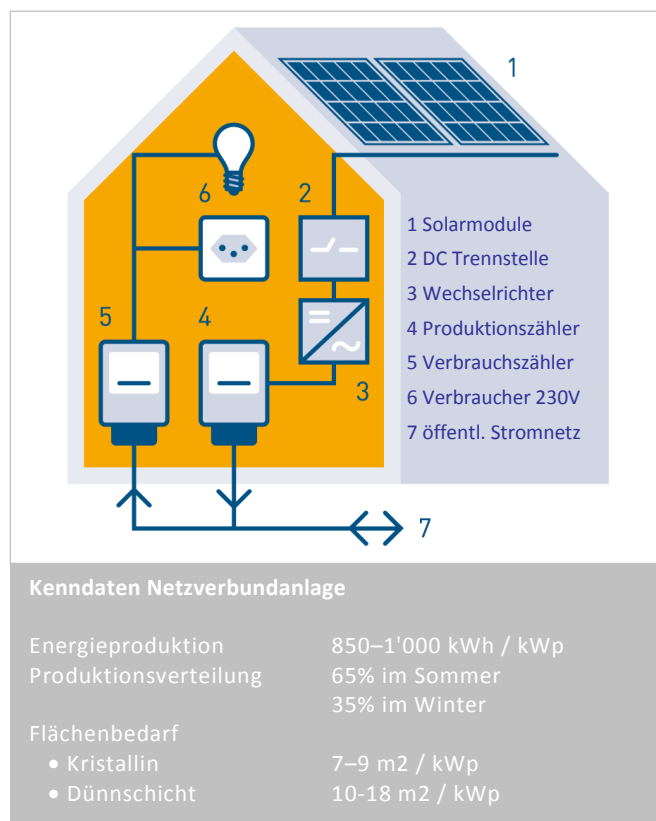 1
6
2
1 Solarmodule
2 DC Trennstelle
3 Wechselrichter
5
4
4 Produktionszähler
5 Verbrauchszähler
3
6 Verbraucher 230V
7 öffentl. Stromnetz
7
Kenndaten Netzverbundanlage
Energieproduktion 850–1'000 kWh / kWp
Produktionsverteilung 65% im Sommer
35% im Winter
Flächenbedarf
• Kristallin 7–9 m2 / kWp
• Dünnschicht 10-18 m2 / kWp